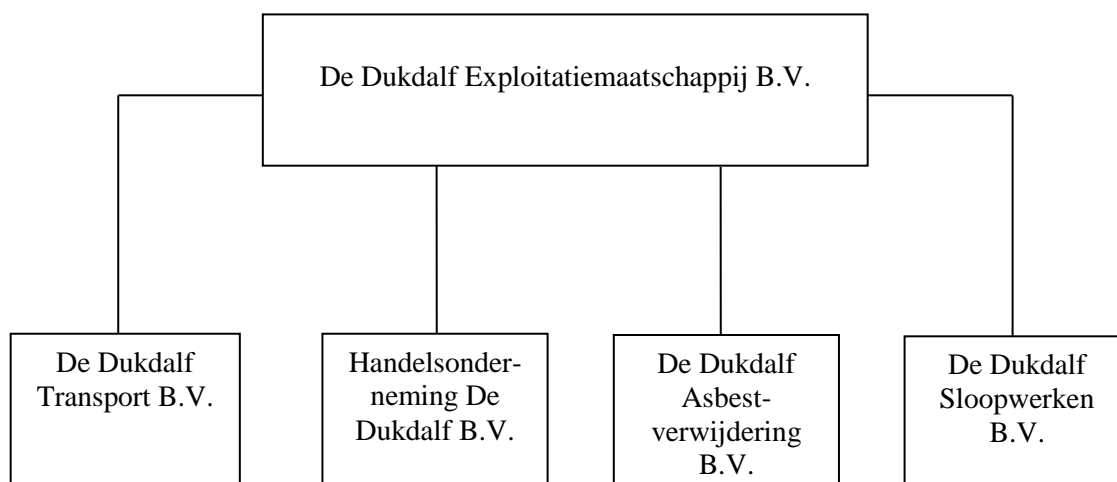 De Dukdalf Exploitatiemaatschappij B.V.
De Dukdalf
Transport B.V.
Handelsonder-
neming De
Dukdalf B.V.
De Dukdalf
Asbest-
verwijdering
B.V.
De Dukdalf
Sloopwerken
B.V.